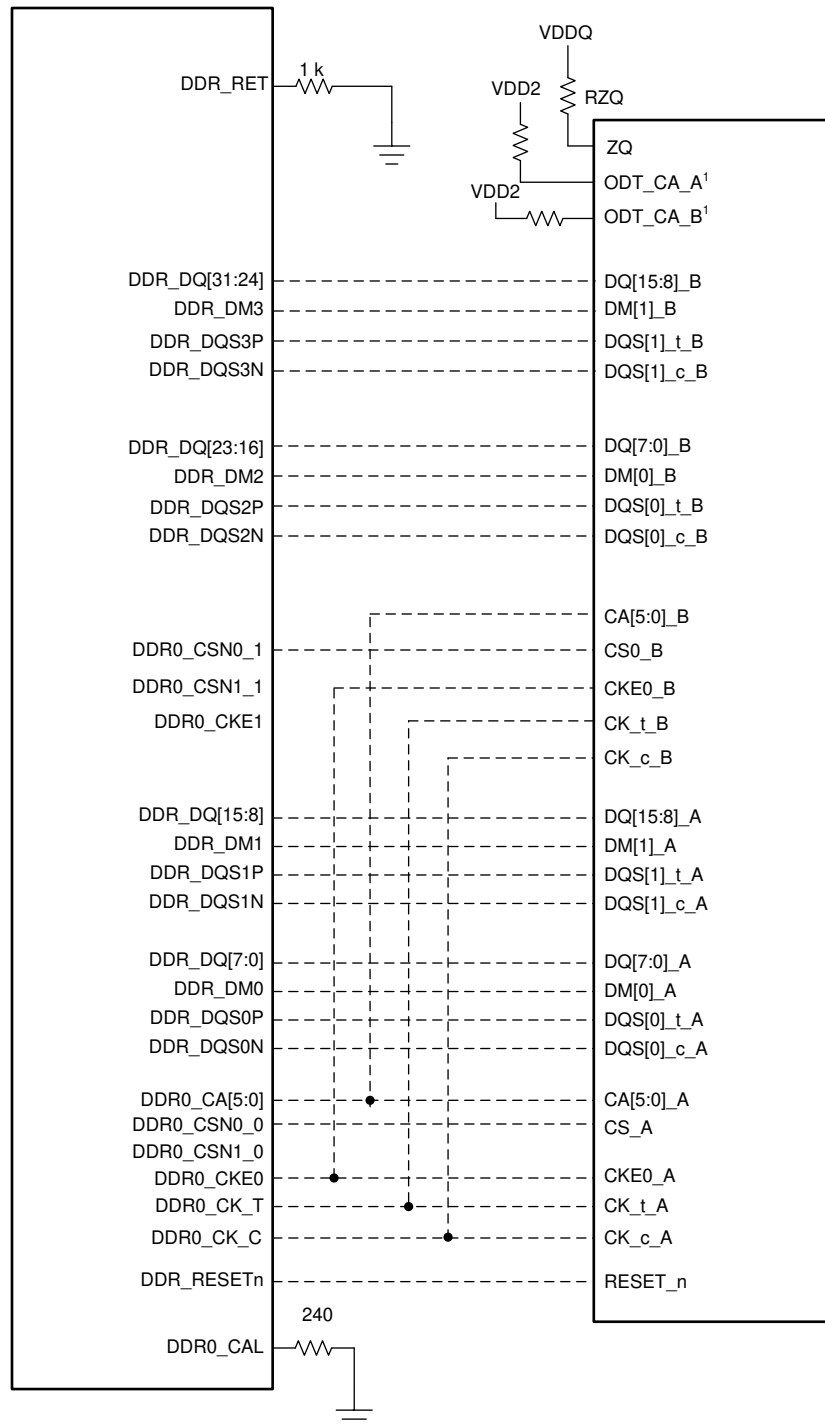 VDDQ
DDR_RET
1 k
VDD2
RZQ
ZQ
ODT_CA_A¹
VDD2
ODT_CA_B¹
DDR_DQ[31:24]
DQ[15:8]_B
DDR_DM3
DM[1]_B
DDR_DQS3P
DQS[1]_t_B
DDR_DQS3N
DQS[1]_c_B
DDR_DQ[23:16]
DQ[7:0]_B
DDR_DM2
DM[0]_B
DDR_DQS2P
DQS[0]_t_B
DDR_DQS2N
DQS[0]_c_B
CA[5:0]_B
DDR0_CSN0_1
CS0_B
DDR0_CSN1_1
CKE0_B
DDR0_CKE1
CK_t_B
CK_c_B
DDR_DQ[15:8]
DQ[15:8]_A
DDR_DM1
DM[1]_A
DDR_DQS1P
DQS[1]_t_A
DDR_DQS1N
DQS[1]_c_A
DDR_DQ[7:0]
DQ[7:0]_A
DDR_DM0
DM[0]_A
DDR_DQS0P
DQS[0]_t_A
DDR_DQS0N
DQS[0]_c_A
DDR0_CA[5:0]
CA[5:0]_A
DDR0_CSN0_0
CS_A
DDR0_CSN1_0
DDR0_CKE0
CKE0_A
DDR0_CK_T
CK_t_A
DDR0_CK_C
CK_c_A
DDR_RESETn
RESET_n
240
DDR0_CAL